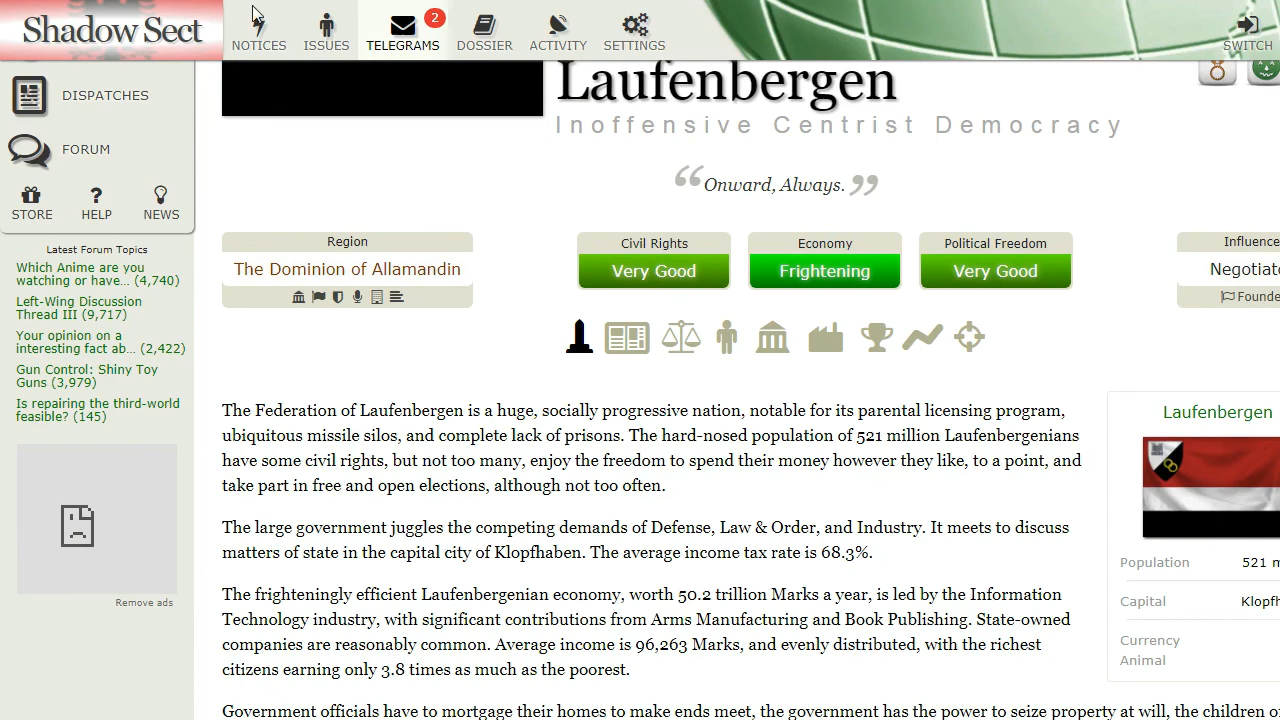 Shadow Sect
NOTICES
ISSUES
2
TELEGRAMS
DOSSIER
ACTIVITY
SETTINGS
SWITCH
DISPATCHES
FORUM
STORE
HELP
NEWS
Latest Forum Topics
Which Anime are you
watching or have… (4,740)
Left-Wing Discussion
Thread III (9,717)
Your opinion on a
interesting fact ab… (2,422)
Gun Control: Shiny Toy
Guns (3,979)
Is repairing the third-world
feasible? (145)
Remove ads
Laufenbergen
Inoffensive Centrist Democracy
“Onward, Always.”
Region
The Dominion of Allamandin
Civil Rights
Very Good
Economy
Frightening
Political Freedom
Very Good
Influence
Negotiato
Founde
The Federation of Laufenbergen is a huge, socially progressive nation, notable for its parental licensing program,
ubiquitous missile silos, and complete lack of prisons. The hard-nosed population of 521 million Laufenbergenians
have some civil rights, but not too many, enjoy the freedom to spend their money however they like, to a point, and
take part in free and open elections, although not too often.
The large government juggles the competing demands of Defense, Law & Order, and Industry. It meets to discuss
matters of state in the capital city of Klopfhaben. The average income tax rate is 68.3%.
The frighteningly efficient Laufenbergenian economy, worth 50.2 trillion Marks a year, is led by the Information
Technology industry, with significant contributions from Arms Manufacturing and Book Publishing. State-owned
companies are reasonably common. Average income is 96,263 Marks, and evenly distributed, with the richest
citizens earning only 3.8 times as much as the poorest.
Government officials have to mortgage their homes to make ends meet, the government has the power to seize property at will, the children o
Laufenbergen
Population
521 m
Capital
Klopfh
Currency
Animal